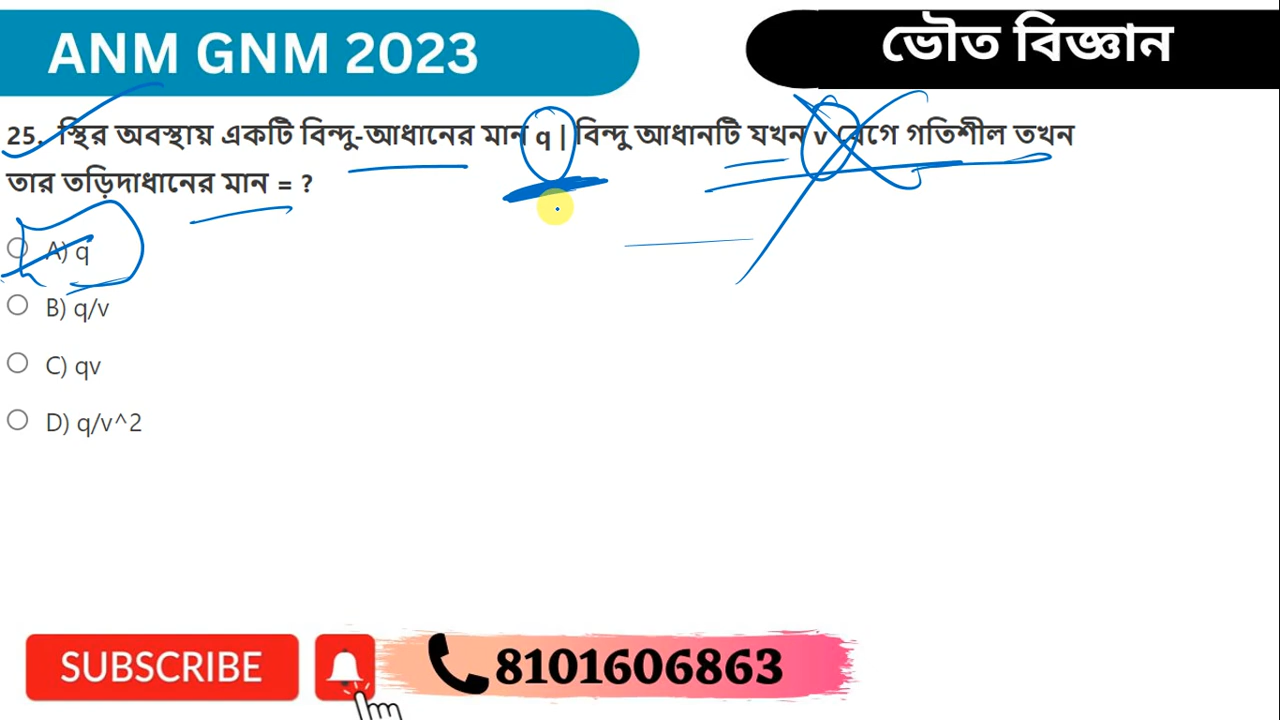 ANM GNM 2023
ভৌত বিজ্ঞান
25. স্থির অবস্থায় একটি বিন্দু-আধানের মান q | বিন্দু আধানটি যখন v বেগে গতিশীল তখন
তার তড়িদাধানের মান = ?
A) q
B) q/v
C) qv
D) q/v^2
SUBSCRIBE
8101606863